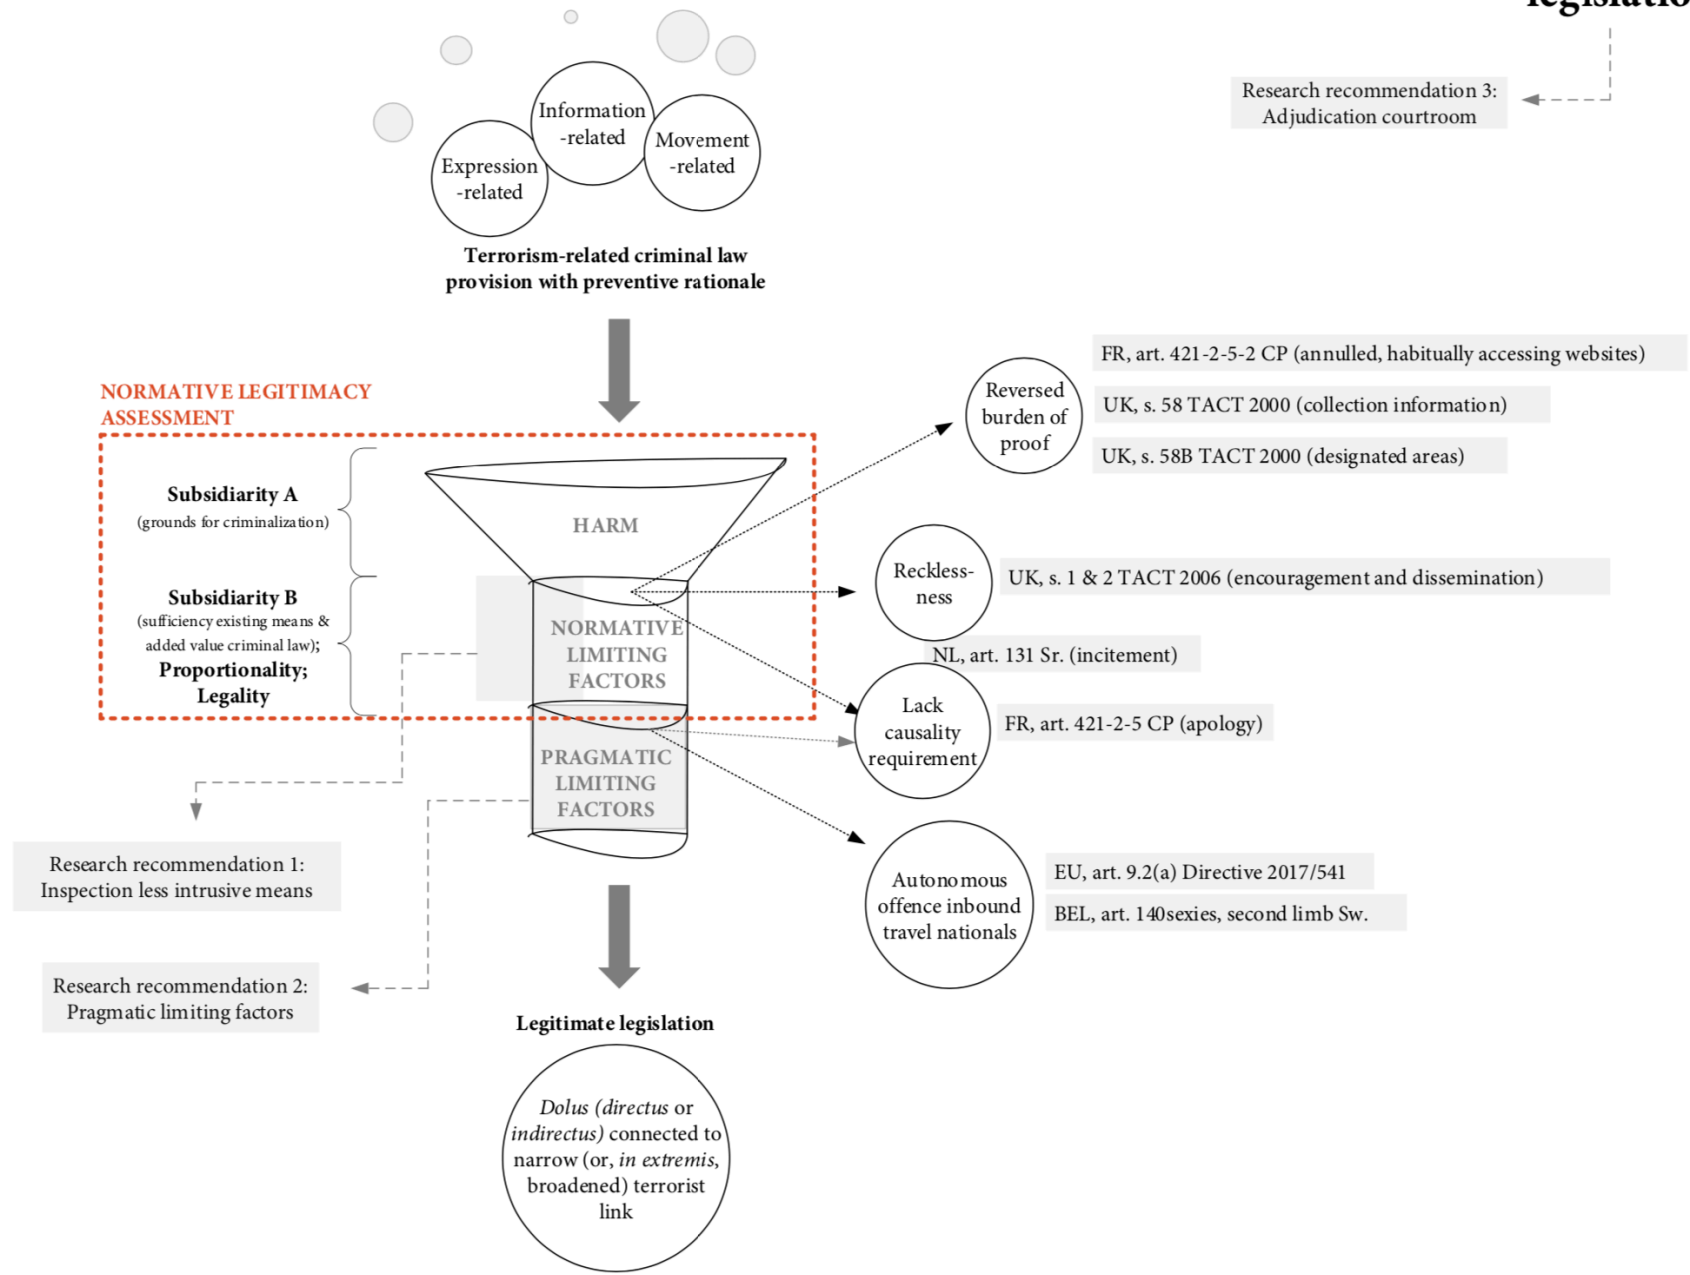 legislatio
Research recommendation 3:
Adjudication courtroom
Information
-related
Movement
-related
Expression
-related
Terrorism-related criminal law
provision with preventive rationale
NORMATIVE LEGITIMACY
ASSESSMENT
Subsidiarity A
(grounds for criminalization)
Subsidiarity B
(sufficiency existing means &
added value criminal law);
Proportionality;
Legality
HARM
NORMATIVE
LIMITING
FACTORS
PRAGMATIC
LIMITING
FACTORS
Reversed
burden of
proof
FR, art. 421-2-5-2 CP (annulled, habitually accessing websites)
UK, s. 58 TACT 2000 (collection information)
UK, s. 58B TACT 2000 (designated areas)
Reckless-
ness
UK, s. 1 & 2 TACT 2006 (encouragement and dissemination)
NL, art. 131 Sr. (incitement)
Lack
causality
requirement
FR, art. 421-2-5 CP (apology)
Autonomous
offence inbound
travel nationals
EU, art. 9.2(a) Directive 2017/541
BEL, art. 140sexies, second limb Sw.
Research recommendation 1:
Inspection less intrusive means
Research recommendation 2:
Pragmatic limiting factors
Legitimate legislation
Dolus (directus or
indirectus) connected to
narrow (or, in extremis,
broadened) terrorist
link